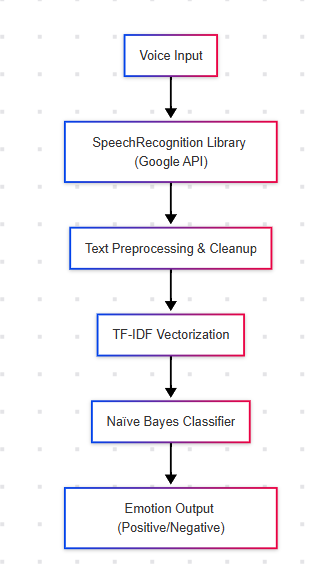 Voice Input
SpeechRecognition Library
(Google API)
Text Preprocessing & Cleanup
TF-IDF Vectorization
Naïve Bayes Classifier
Emotion Output
(Positive/Negative)